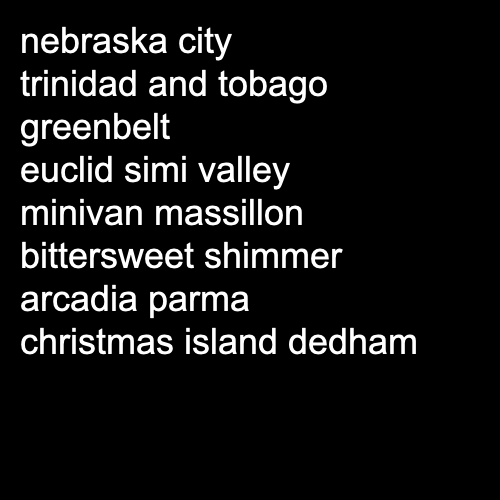 nebraska city
trinidad and tobago
greenbelt
euclid simi valley
minivan massillon
bittersweet shimmer
arcadia parma
christmas island dedham